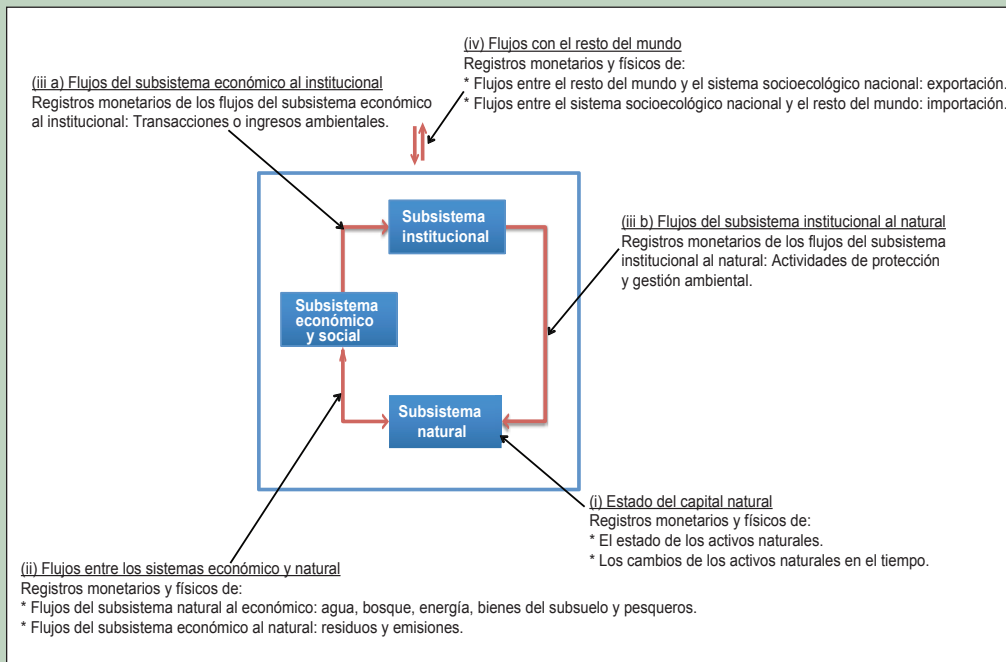 (iv) Flujos con el resto del mundo
Registros monetarios y físicos de:
* Flujos entre el resto del mundo y el sistema socioecológico nacional: exportación.
* Flujos entre el sistema socioecológico nacional y el resto del mundo: importación.
(iii a) Flujos del subsistema económico al institucional
Registros monetarios de los flujos del subsistema económico
al institucional: Transacciones o ingresos ambientales.
Subsistema
institucional
(iii b) Flujos del subsistema institucional al natural
Registros monetarios de los flujos del subsistema
institucional al natural: Actividades de protección
y gestión ambiental.
Subsistema
económico
y social
Subsistema
natural
(i) Estado del capital natural
Registros monetarios y físicos de:
* El estado de los activos naturales.
* Los cambios de los activos naturales en el tiempo.
(ii) Flujos entre los sistemas económico y natural
Registros monetarios y físicos de:
* Flujos del subsistema natural al económico: agua, bosque, energía, bienes del subsuelo y pesqueros.
* Flujos del subsistema económico al natural: residuos y emisiones.